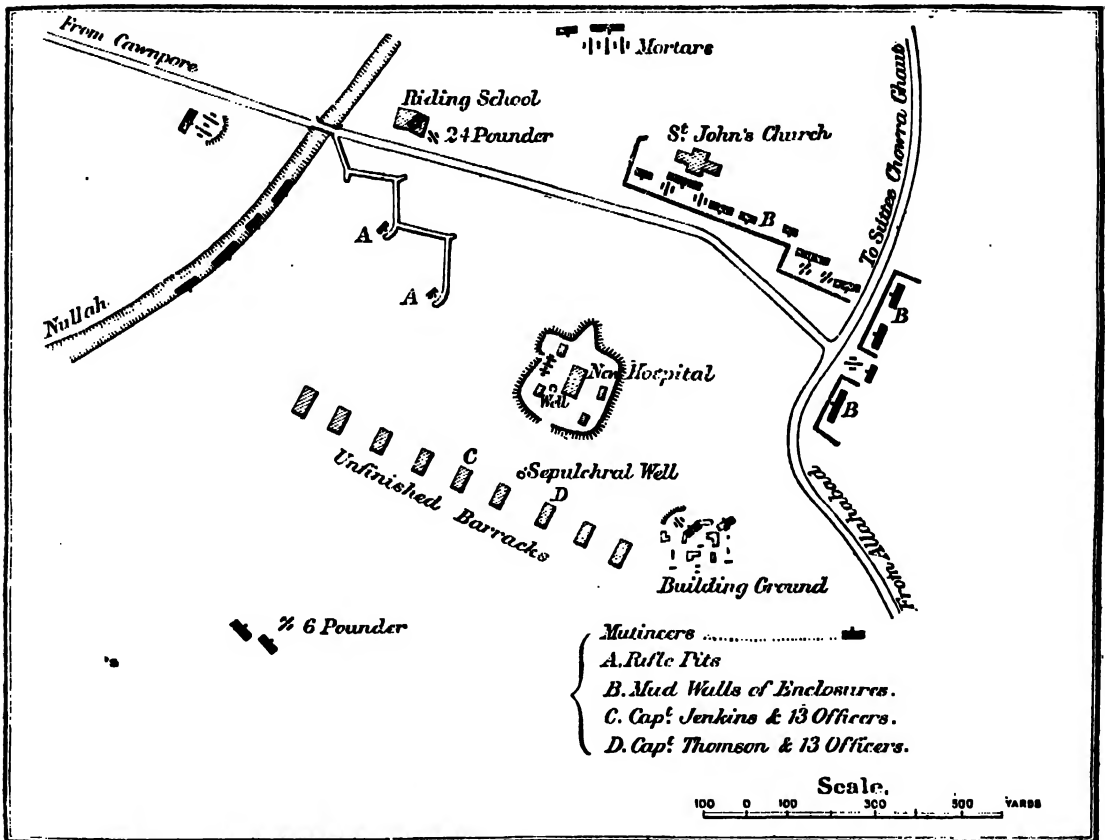 From Cawnpore
Mortars
Riding School
24 Pounder
St. John's Church
B
To Suttee Chowra Ghaut
A
A
Nullah
B
New Hospital
Well
B
C
Sepulchral Well
D
Unfinished Barracks
From Allahabad
Building Ground
6 Pounder
Mutineers
A. Rifle Pits
B. Mud Walls of Enclosures.
C. Capt. Jenkins & 13 Officers.
D. Capt. Thomson & 13 Officers.
Scale.
100 0 100 300 500 YARDS